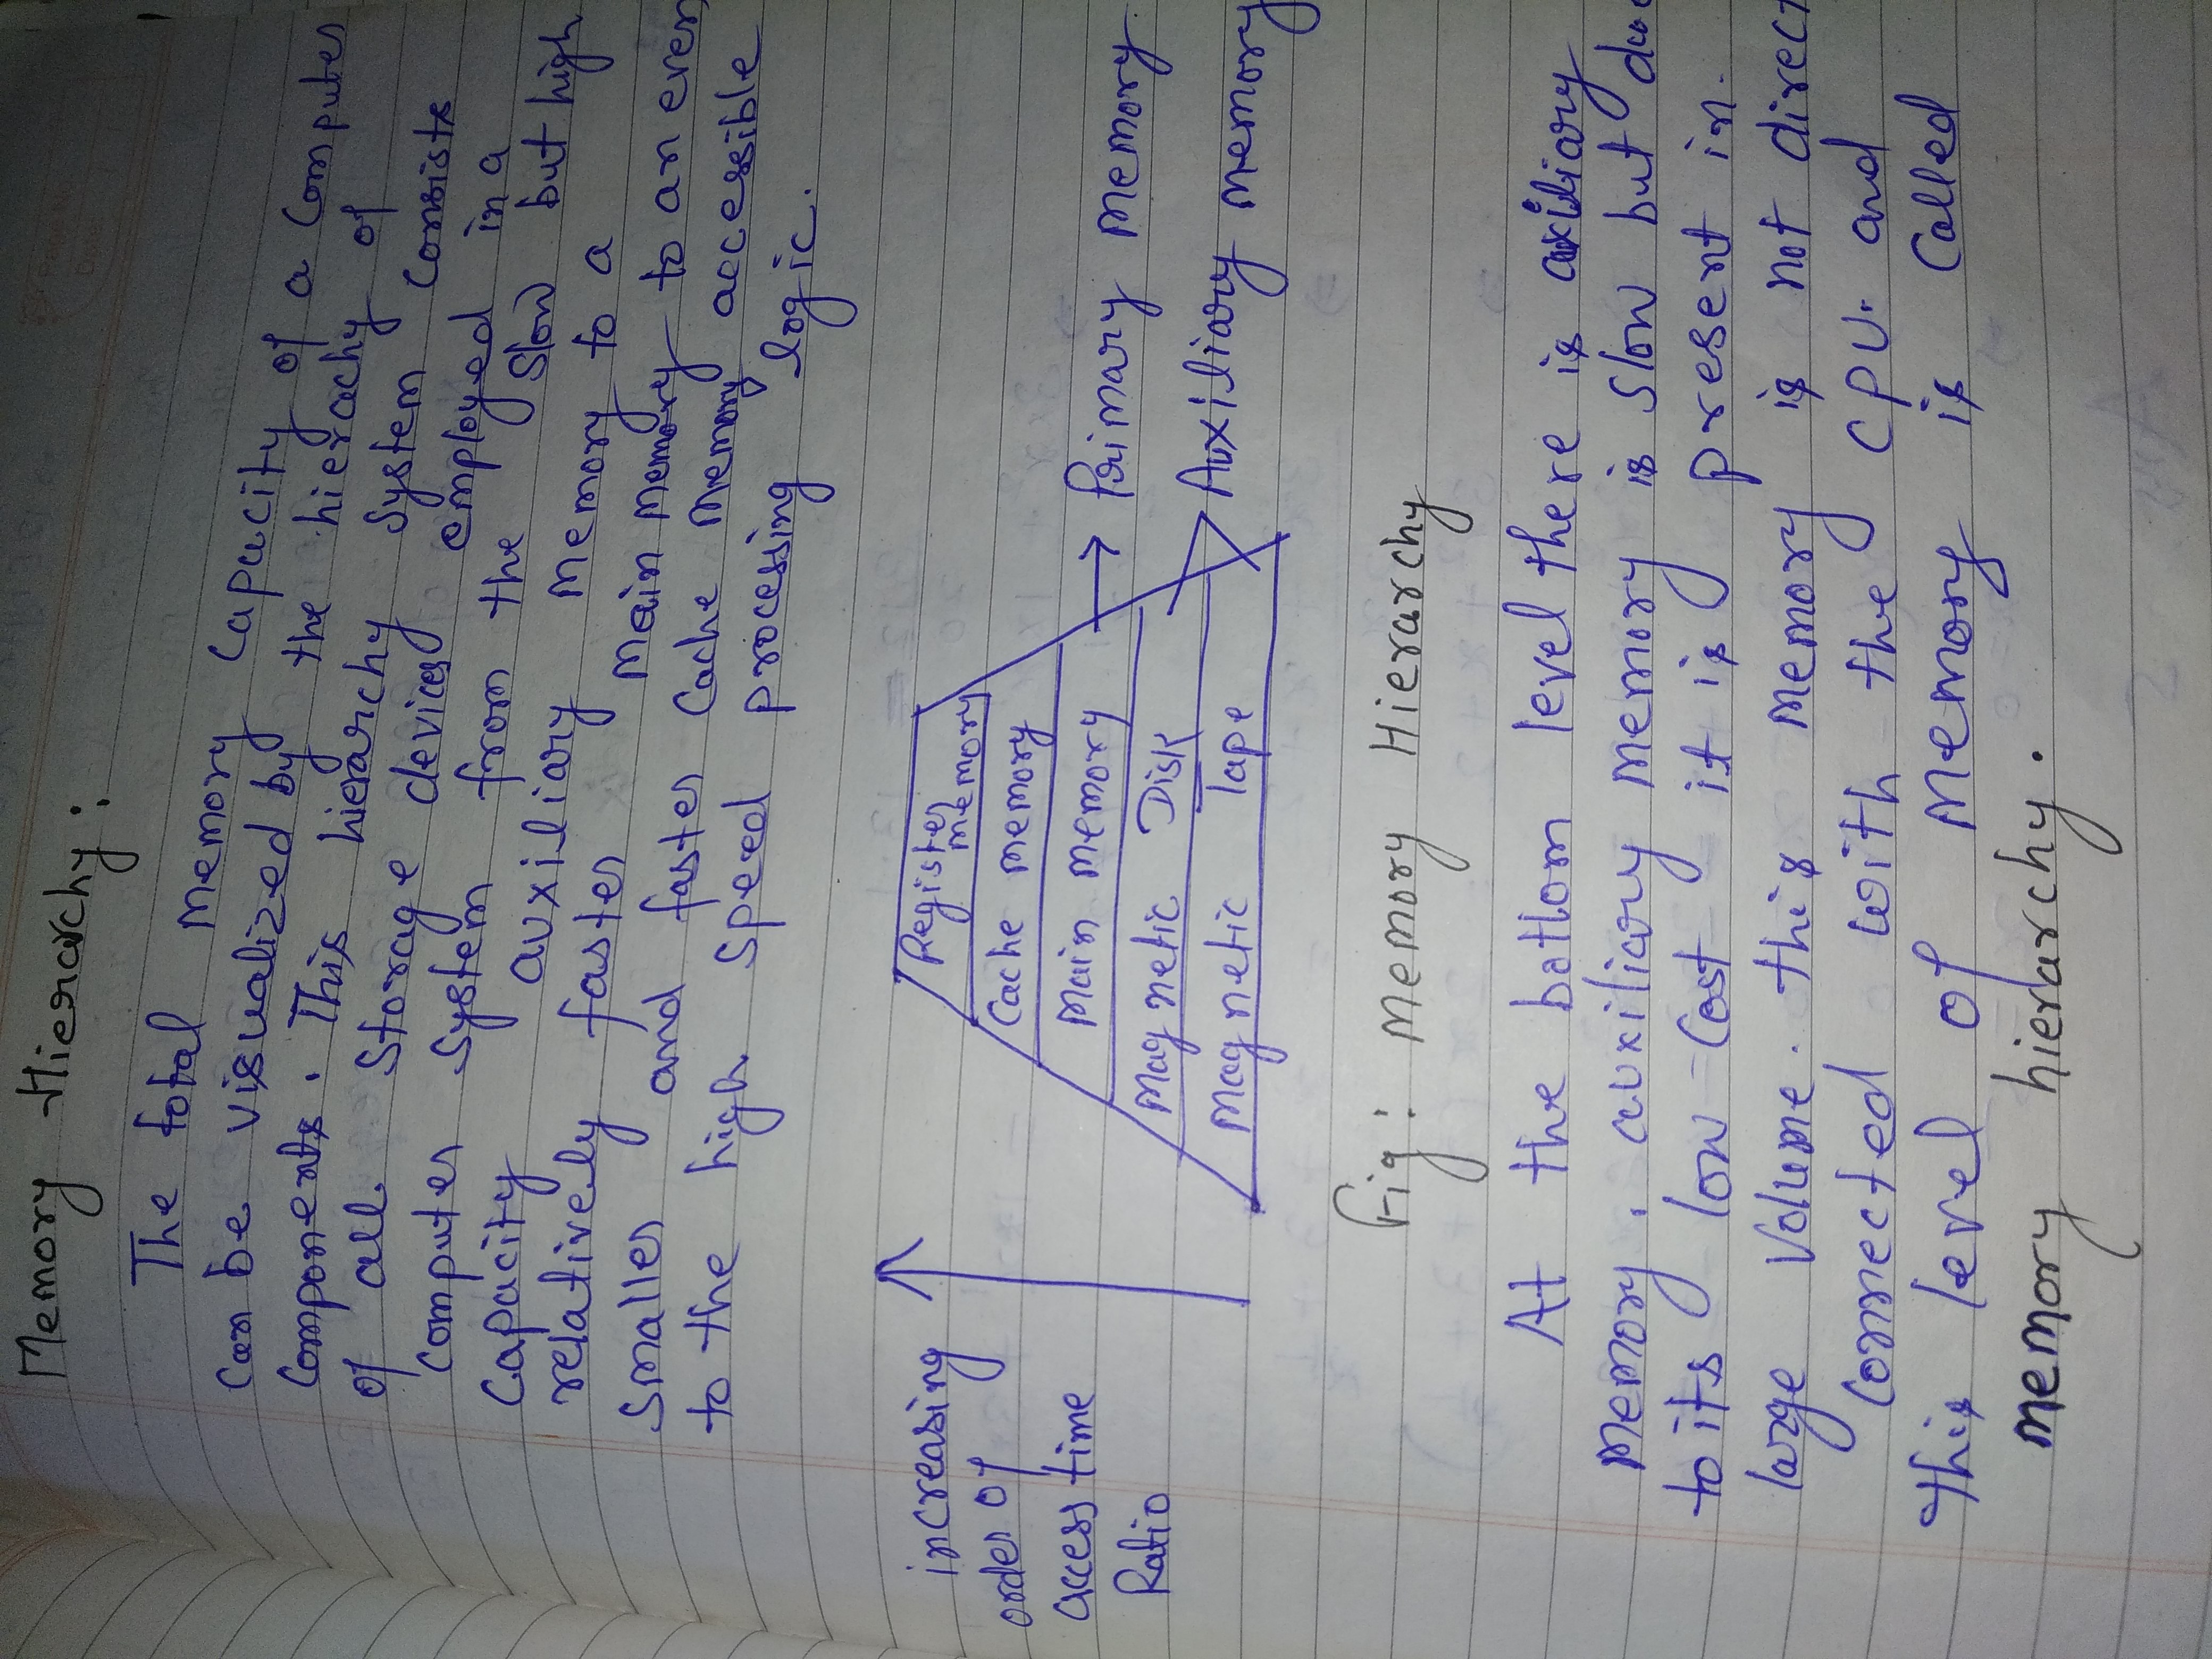 Memory Hierarchy:
The total memory capacity of a computer
can be visualized by the hierachy of
components. This hierarchy system consists
of all storage devices employed in a
computer system from the slow but high
capacity auxiliary memory to a
relatively faster main memory to an even
smaller and faster cache memory accessible
to the high speed processing logic.
increasing
order of
access time
Ratio
Register
memory
Cache memory
Main memory
Magnetic Disk
Magnetic Tape
Primary memory
Auxiliary memory
Fig: Memory Hierarchy
At the bottom level there is auxiliary
memory. auxiliary memory is slow but due
to its low cost it is present in
large volume. this memory is not direct
connected with the CPU. and
this level of memory is called
memory hierarchy.